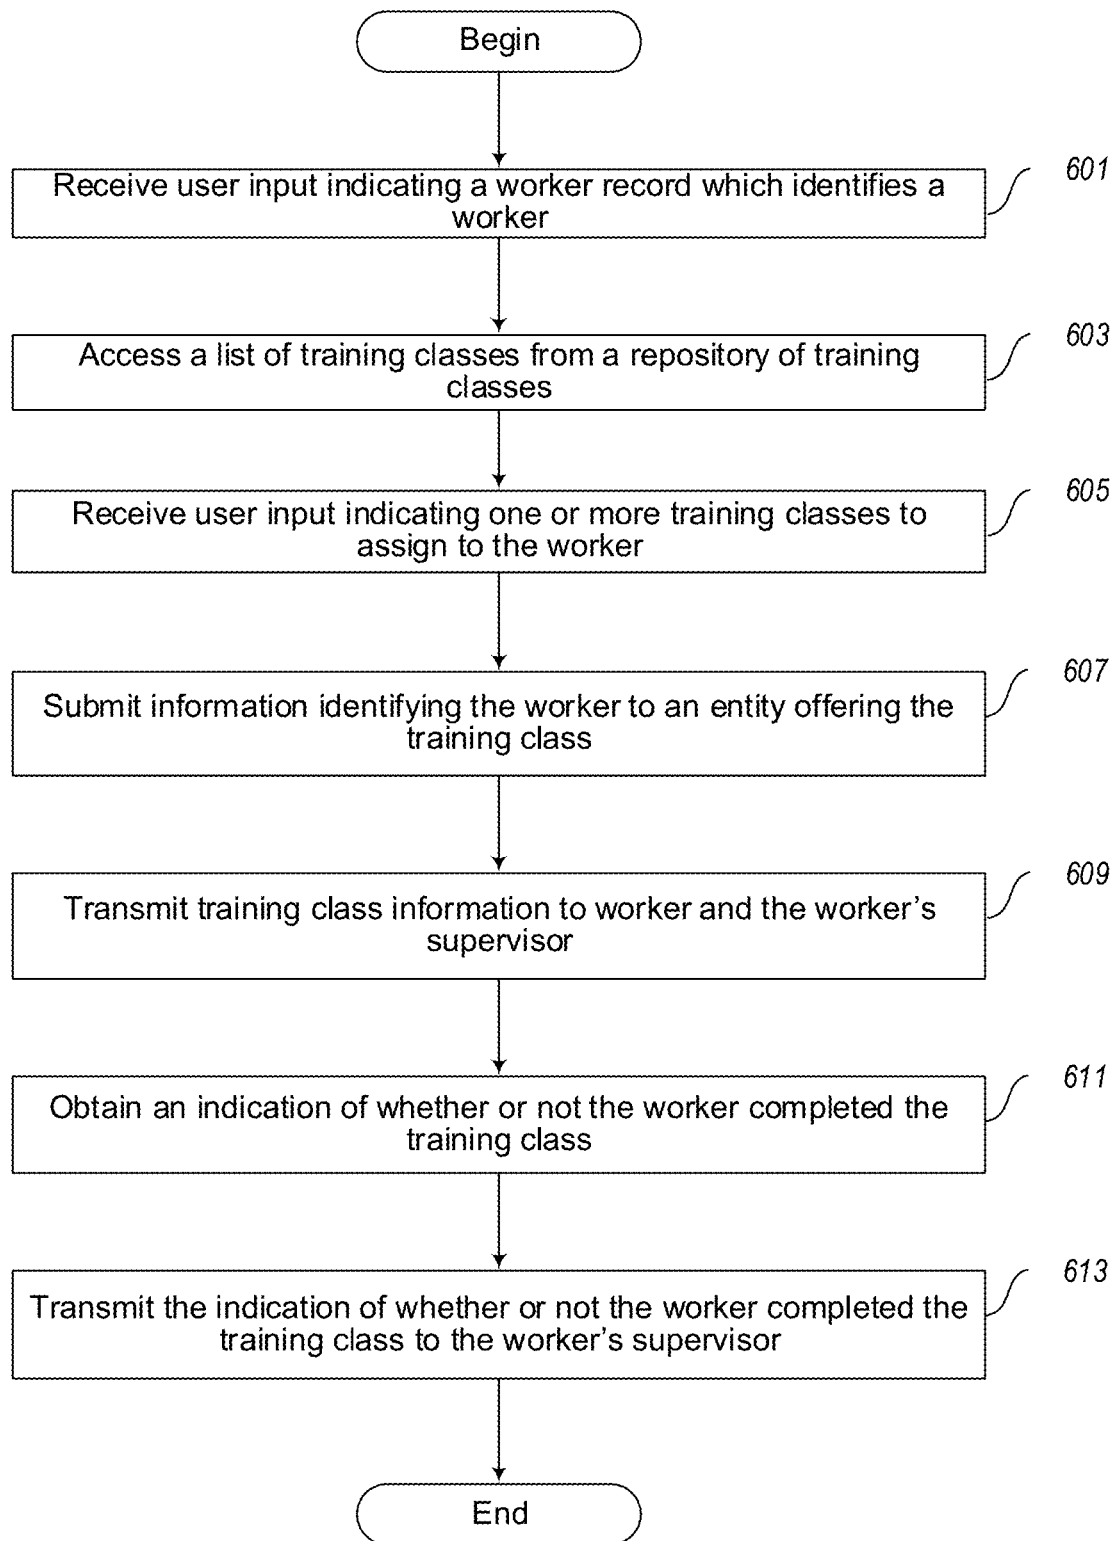 Begin
601
Receive user input indicating a worker record which identifies a
worker
603
Access a list of training classes from a repository of training
classes
605
Receive user input indicating one or more training classes to
assign to the worker
607
Submit information identifying the worker to an entity offering the
training class
609
Transmit training class information to worker and the worker’s
supervisor
611
Obtain an indication of whether or not the worker completed the
training class
613
Transmit the indication of whether or not the worker completed the
training class to the worker’s supervisor
End